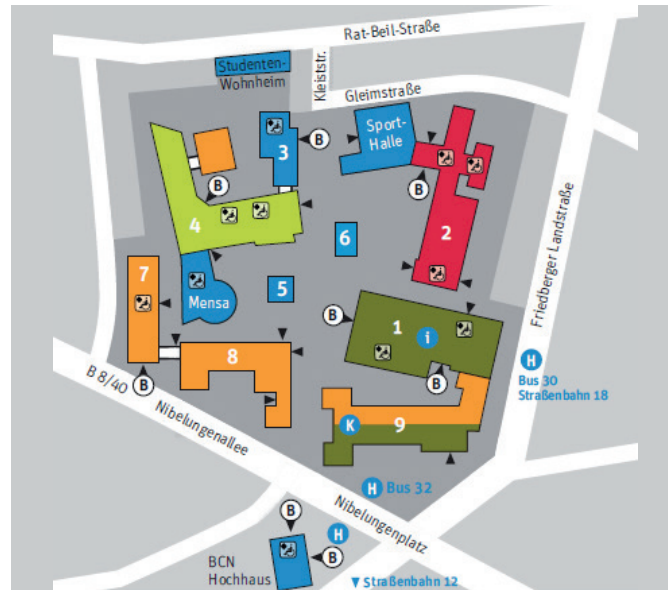 Rat-Beil-Straße
Studenten-
Wohnheim
Kleiststr.
Gleimstraße
Sport-
Halle
3
B
B
B
4
2
6
7
Mensa
5
Friedberger Landstraße
B
1
i
8
B
B
H
Bus 30
Straßenbahn 18
B 8/40
Nibelungenallee
K
9
H Bus 32
Nibelungenplatz
B
H
B
BCN
Hochhaus
Straßenbahn 12